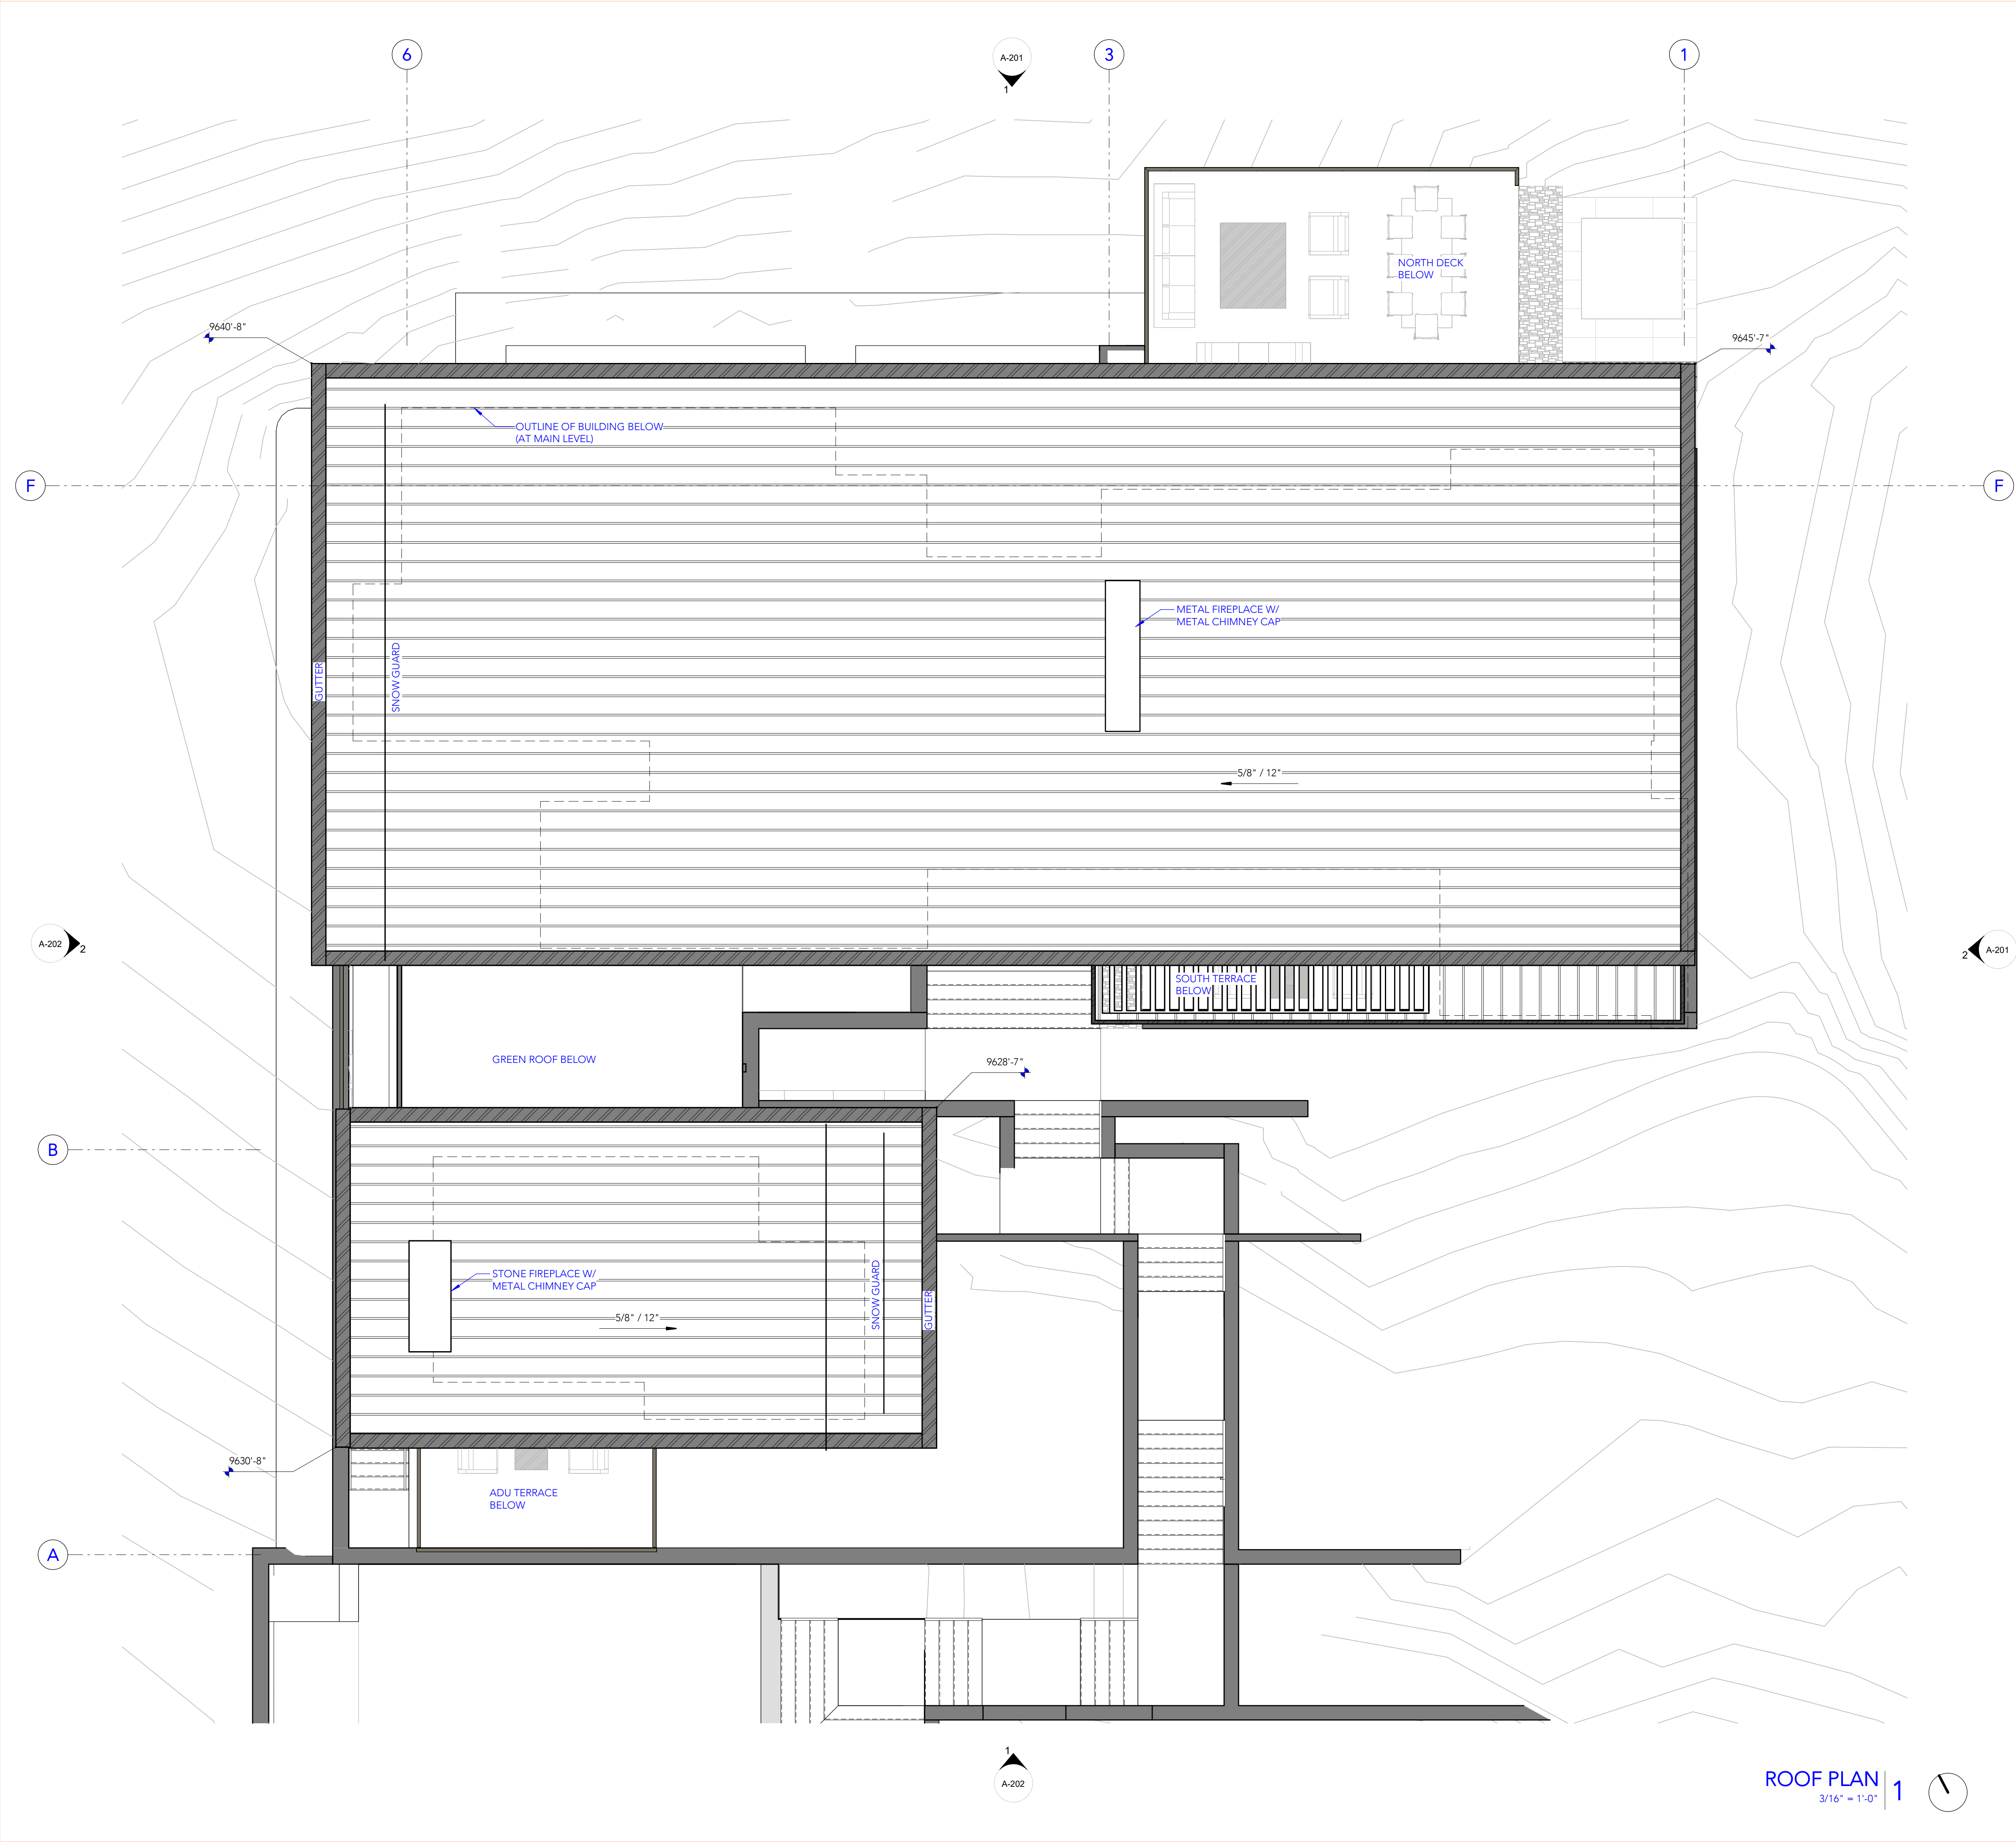 6
A-201
1
3
1
NORTH DECK
BELOW
9640'-8"
9645'-7"
OUTLINE OF BUILDING BELOW
(AT MAIN LEVEL)
F
F
METAL FIREPLACE W/
METAL CHIMNEY CAP
GUTTER
SNOW GUARD
5/8" / 12"
A-202
2
2
A-201
SOUTH TERRACE
BELOW
GREEN ROOF BELOW
9628'-7"
B
STONE FIREPLACE W/
METAL CHIMNEY CAP
SNOW GUARD
GUTTER
5/8" / 12"
9630'-8"
ADU TERRACE
BELOW
A
1
A-202
ROOF PLAN
3/16" = 1'-0"
1